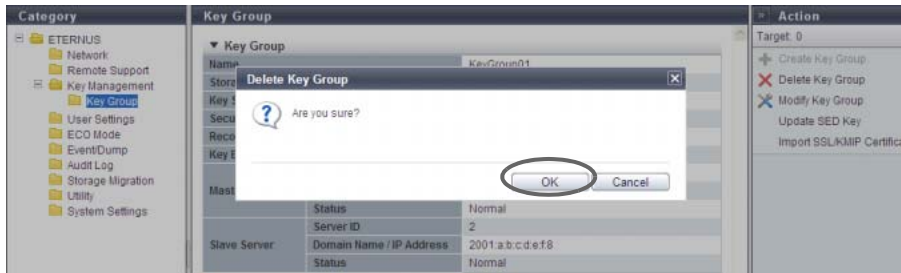 Category
Key Group
Action
ETERNUS
Network
Remote Support
Key Management
Key Group
User Settings
ECO Mode
Event/Dump
Audit Log
Storage Migration
Utility
System Settings
Key Group
Name KeyGroup01
Delete Key Group
Are you sure?
OK Cancel
Status Normal
Slave Server
Server ID 2
Domain Name / IP Address 2001:a:b:c:d:e:f:8
Status Normal
Target: 0
Create Key Group
Delete Key Group
Modify Key Group
Update SED Key
Import SSL/KMIP